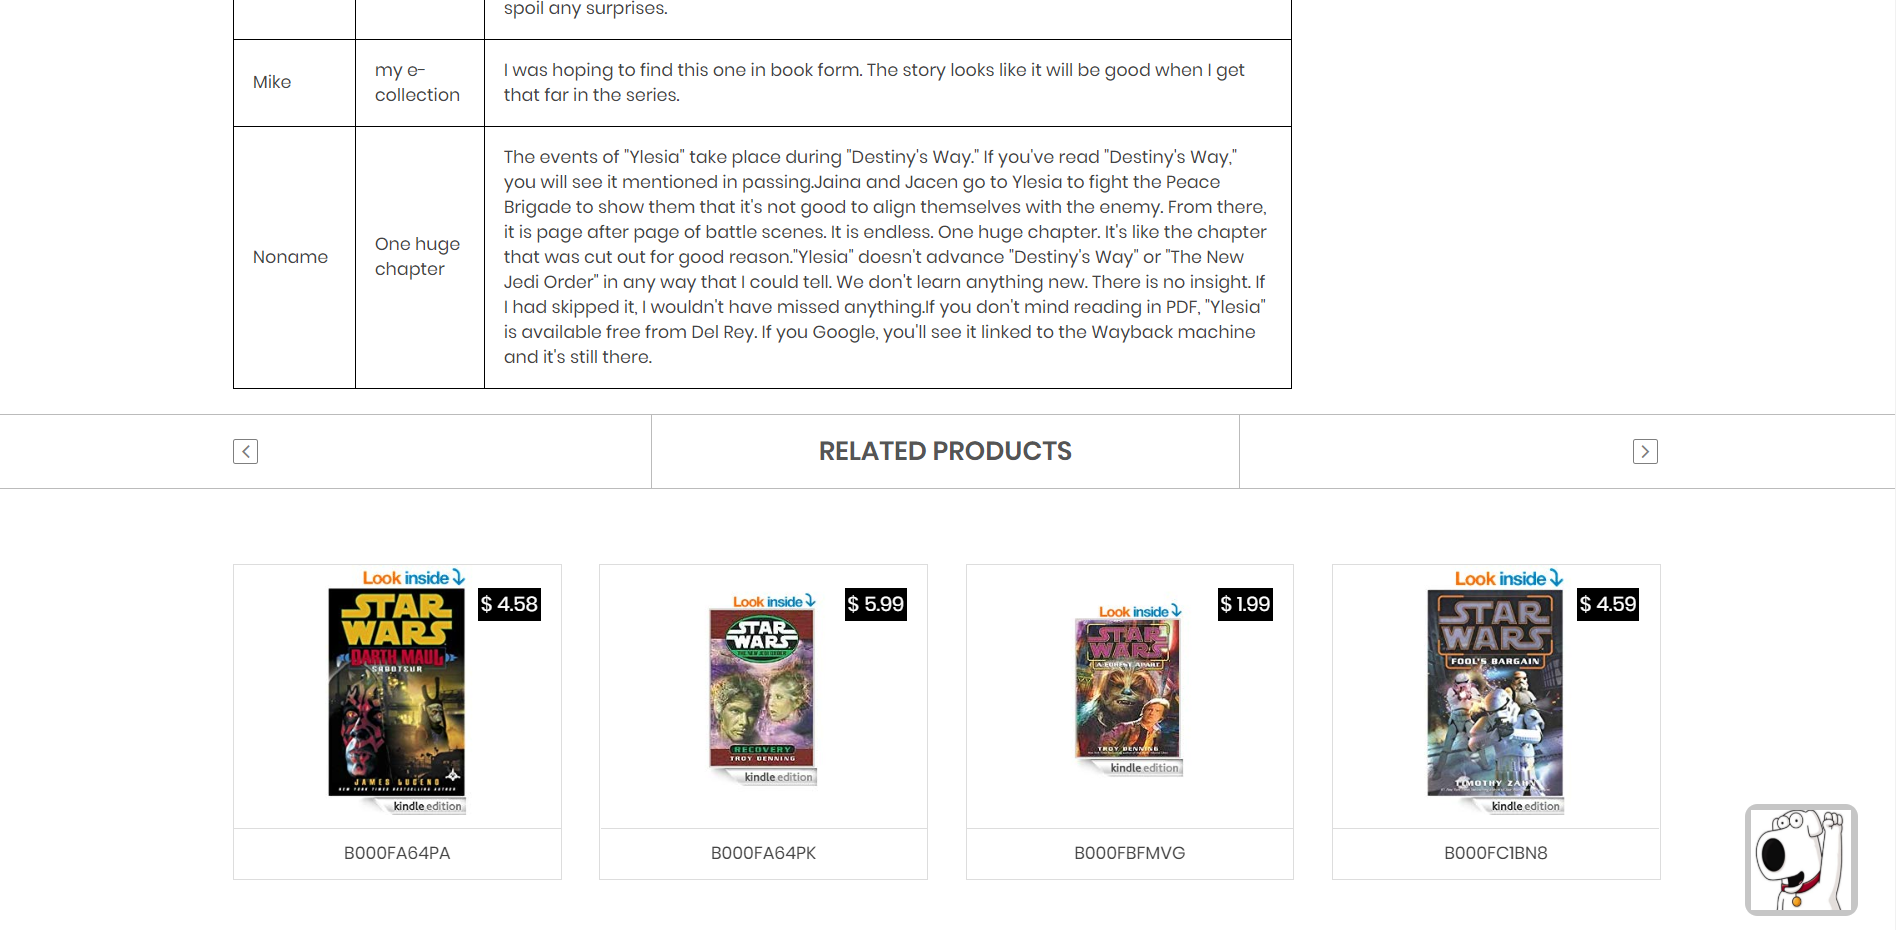 spoil any surprises.
Mike
my e-
collection
I was hoping to find this one in book form. The story looks like it will be good when I get
that far in the series.
Noname
One huge
chapter
The events of "Ylesia" take place during "Destiny's Way." If you've read "Destiny's Way,"
you will see it mentioned in passing.Jaina and Jacen go to Ylesia to fight the Peace
Brigade to show them that it's not good to align themselves with the enemy. From there,
it is page after page of battle scenes. It is endless. One huge chapter. It's like the chapter
that was cut out for good reason."Ylesia" doesn't advance "Destiny's Way" or "The New
Jedi Order" in any way that I could tell. We don't learn anything new. There is no insight. If
I had skipped it, I wouldn't have missed anything.If you don't mind reading in PDF, "Ylesia"
is available free from Del Rey. If you Google, you'll see it linked to the Wayback machine
and it's still there.
RELATED PRODUCTS
Look inside
$ 4.58
STAR
WARS
DARTH MAUL
SABOTEUR
JAMES LUCENO
NEW YORK TIMES BESTSELLING AUTHOR
kindle edition
B000FA64PA
Look inside
$ 5.99
STAR
WARS
THE NEW JEDI ORDER
RECOVERY
TROY DENNING
kindle edition
B000FA64PK
Look inside
$ 1.99
STAR
WARS
A FOREST APART
TROY DENNING
kindle edition
B000FBFMVG
Look inside
$ 4.59
STAR
WARS
FOOL'S BARGAIN
TIMOTHY ZAHN
kindle edition
B000FC1BN8